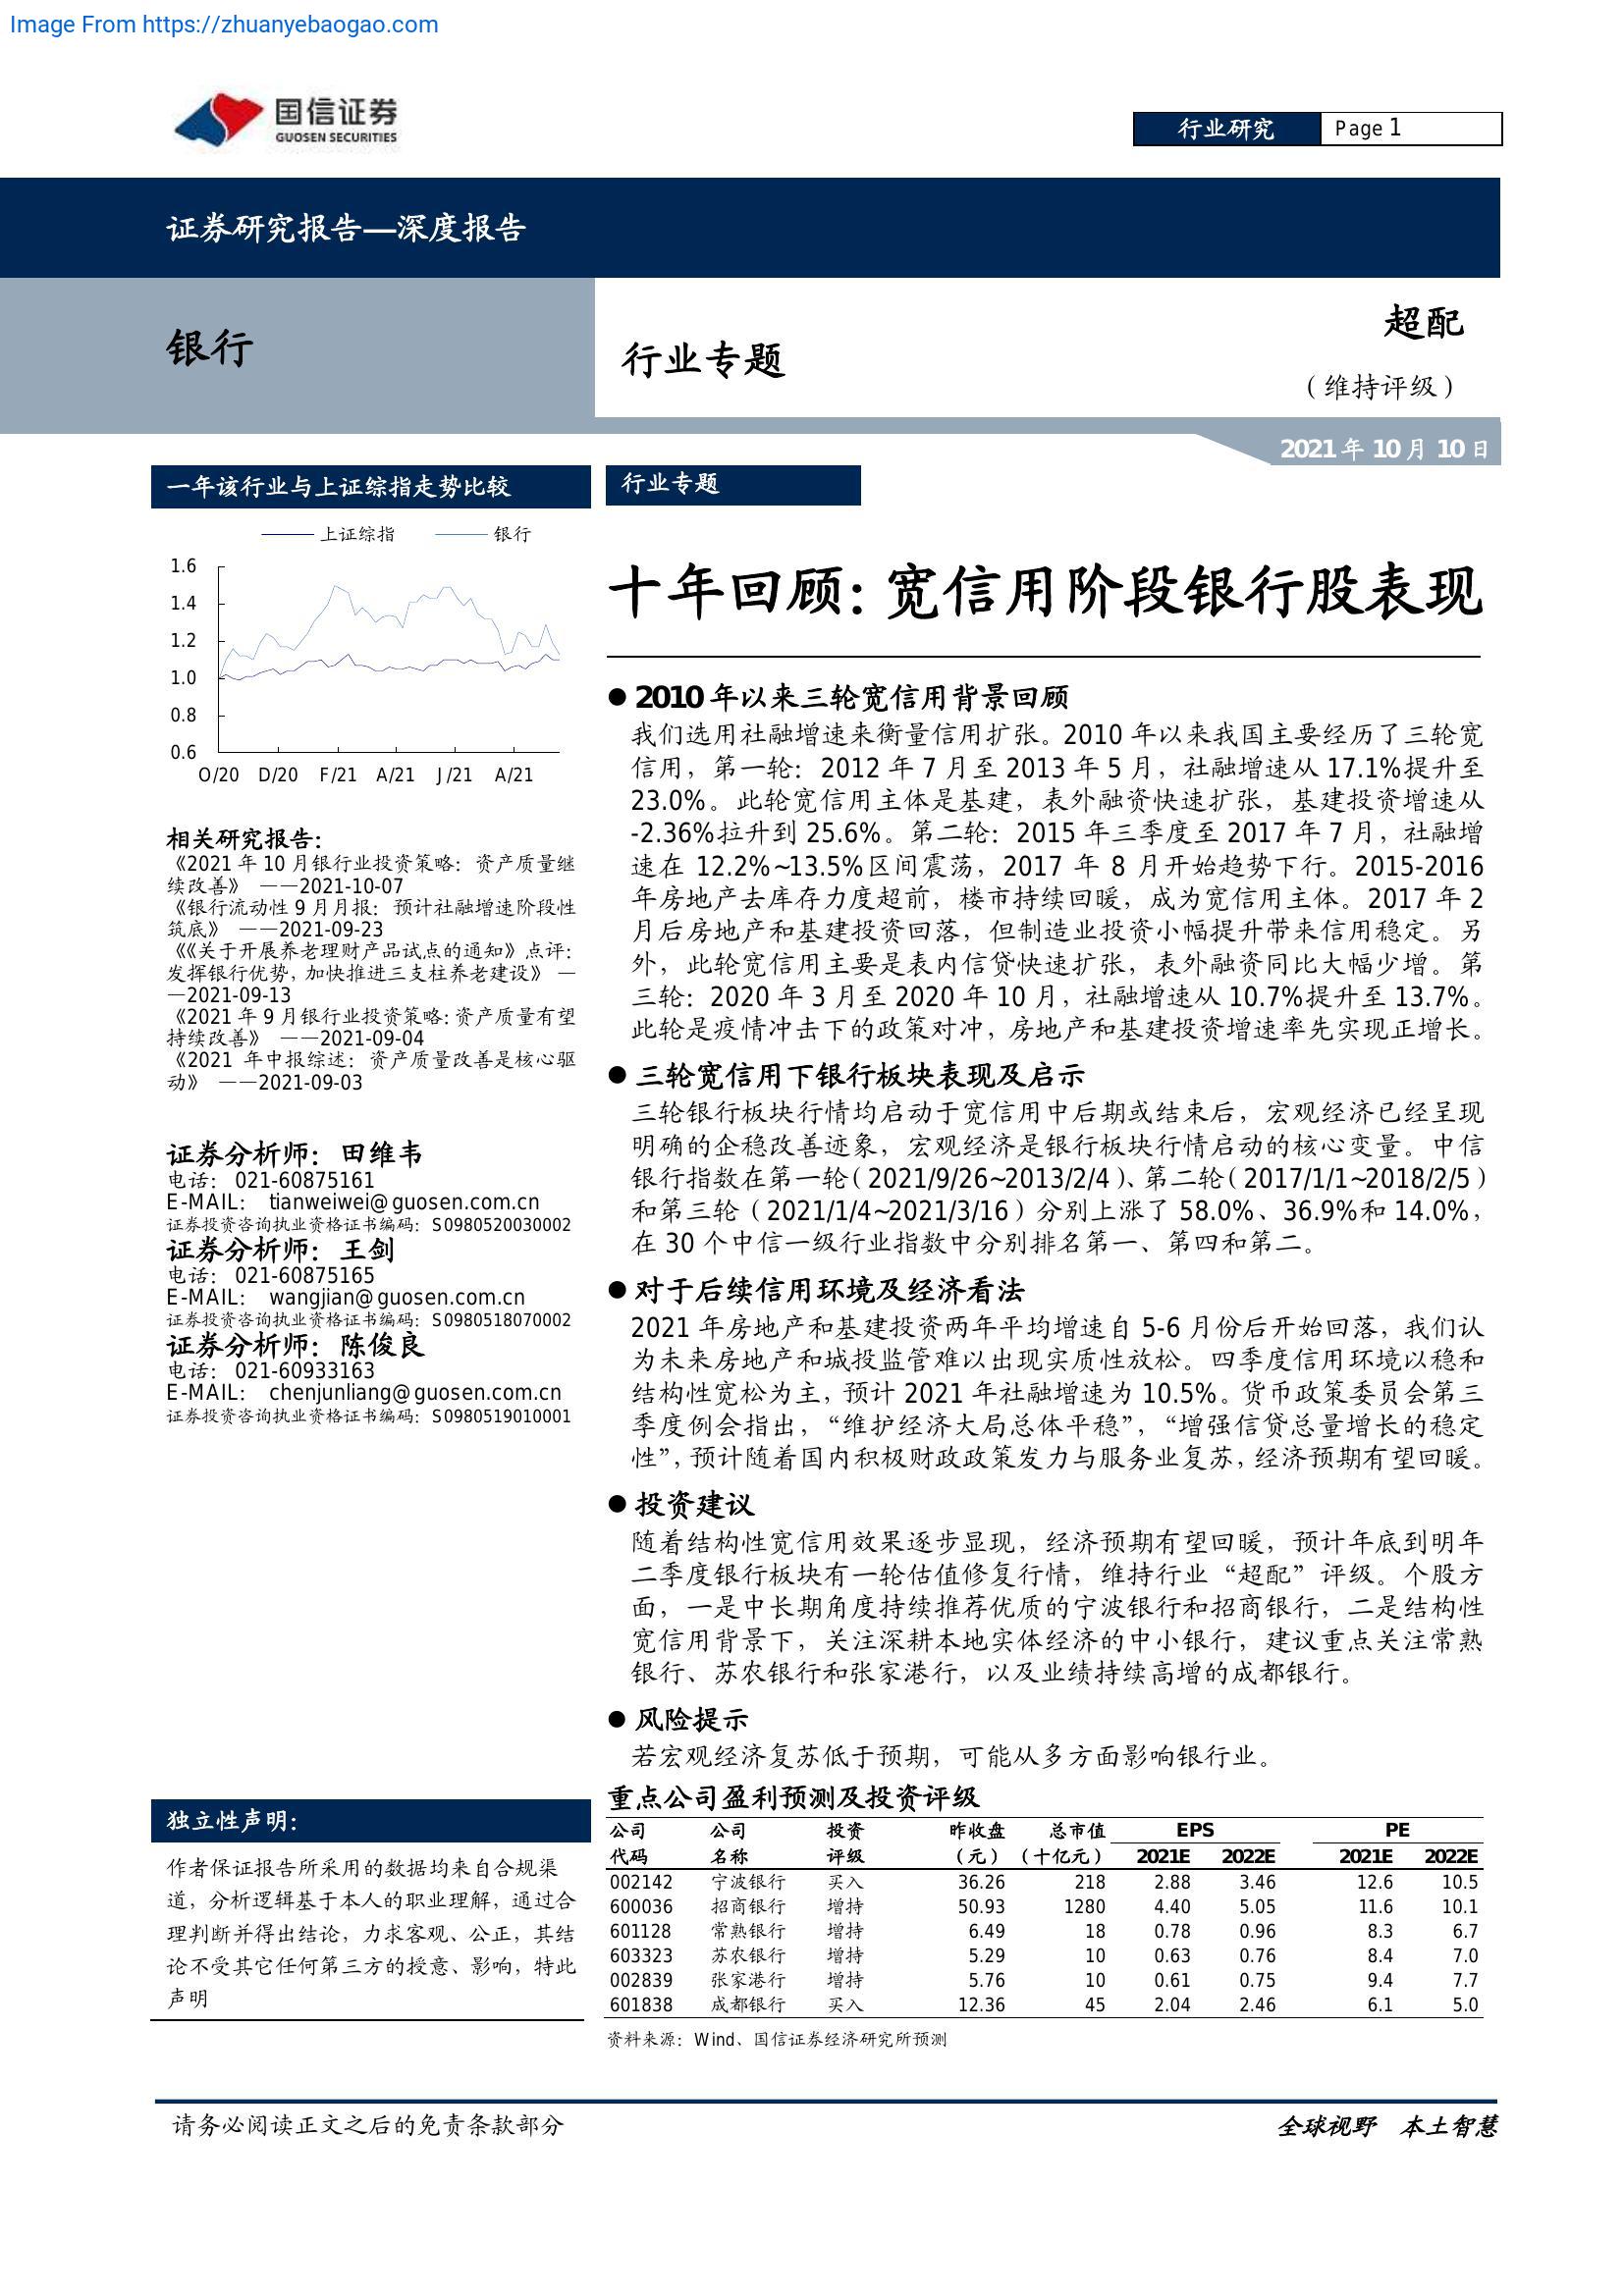 Image From https://zhuanyebaogao.com
国信证券
GUOSEN SECURITIES
行业研究
Page 1
证券研究报告—深度报告
银行
行业专题
超配
（维持评级）
2021 年 10 月 10 日
一年该行业与上证综指走势比较
上证综指 银行
1.6
1.4
1.2
1.0
0.8
0.6
O/20 D/20 F/21 A/21 J/21 A/21
相关研究报告：
《2021 年 10 月银行业投资策略：资产质量继
续改善》 ——2021-10-07
《银行流动性 9 月月报：预计社融增速阶段性
筑底》 ——2021-09-23
《《关于开展养老理财产品试点的通知》点评：
发挥银行优势，加快推进三支柱养老建设》 —
—2021-09-13
《2021 年 9 月银行业投资策略：资产质量有望
持续改善》 ——2021-09-04
《2021 年中报综述：资产质量改善是核心驱
动》 ——2021-09-03
证券分析师：田维韦
电话： 021-60875161
E-MAIL： tianweiwei@guosen.com.cn
证券投资咨询执业资格证书编码：S0980520030002
证券分析师：王剑
电话： 021-60875165
E-MAIL： wangjian@guosen.com.cn
证券投资咨询执业资格证书编码：S0980518070002
证券分析师：陈俊良
电话： 021-60933163
E-MAIL： chenjunliang@guosen.com.cn
证券投资咨询执业资格证书编码：S0980519010001
独立性声明：
作者保证报告所采用的数据均来自合规渠
道，分析逻辑基于本人的职业理解，通过合
理判断并得出结论，力求客观、公正，其结
论不受其它任何第三方的授意、影响，特此
声明
行业专题
十年回顾：宽信用阶段银行股表现
● 2010 年以来三轮宽信用背景回顾
我们选用社融增速来衡量信用扩张。2010 年以来我国主要经历了三轮宽
信用，第一轮：2012 年 7 月至 2013 年 5 月，社融增速从 17.1%提升至
23.0%。此轮宽信用主体是基建，表外融资快速扩张，基建投资增速从
-2.36%拉升到 25.6%。第二轮：2015 年三季度至 2017 年 7 月，社融增
速在 12.2%~13.5%区间震荡，2017 年 8 月开始趋势下行。2015-2016
年房地产去库存力度超前，楼市持续回暖，成为宽信用主体。2017 年 2
月后房地产和基建投资回落，但制造业投资小幅提升带来信用稳定。另
外，此轮宽信用主要是表内信贷快速扩张，表外融资同比大幅少增。第
三轮：2020 年 3 月至 2020 年 10 月，社融增速从 10.7%提升至 13.7%。
此轮是疫情冲击下的政策对冲，房地产和基建投资增速率先实现正增长。
● 三轮宽信用下银行板块表现及启示
三轮银行板块行情均启动于宽信用中后期或结束后，宏观经济已经呈现
明确的企稳改善迹象，宏观经济是银行板块行情启动的核心变量。中信
银行指数在第一轮（2021/9/26~2013/2/4）、第二轮（2017/1/1~2018/2/5）
和第三轮（2021/1/4~2021/3/16）分别上涨了 58.0%、36.9%和 14.0%，
在 30 个中信一级行业指数中分别排名第一、第四和第二。
● 对于后续信用环境及经济看法
2021 年房地产和基建投资两年平均增速自 5-6 月份后开始回落，我们认
为未来房地产和城投监管难以出现实质性放松。四季度信用环境以稳和
结构性宽松为主，预计 2021 年社融增速为 10.5%。货币政策委员会第三
季度例会指出，“维护经济大局总体平稳”，“增强信贷总量增长的稳定
性”，预计随着国内积极财政政策发力与服务业复苏，经济预期有望回暖。
● 投资建议
随着结构性宽信用效果逐步显现，经济预期有望回暖，预计年底到明年
二季度银行板块有一轮估值修复行情，维持行业“超配”评级。个股方
面，一是中长期角度持续推荐优质的宁波银行和招商银行，二是结构性
宽信用背景下，关注深耕本地实体经济的中小银行，建议重点关注常熟
银行、苏农银行和张家港行，以及业绩持续高增的成都银行。
● 风险提示
若宏观经济复苏低于预期，可能从多方面影响银行业。
重点公司盈利预测及投资评级
公司 公司 投资 昨收盘 总市值 EPS PE
代码 名称 评级 （元） （十亿元） 2021E 2022E 2021E 2022E
002142 宁波银行 买入 36.26 218 2.88 3.46 12.6 10.5
600036 招商银行 增持 50.93 1280 4.40 5.05 11.6 10.1
601128 常熟银行 增持 6.49 18 0.78 0.96 8.3 6.7
603323 苏农银行 增持 5.29 10 0.63 0.76 8.4 7.0
002839 张家港行 增持 5.76 10 0.61 0.75 9.4 7.7
601838 成都银行 买入 12.36 45 2.04 2.46 6.1 5.0
资料来源：Wind、国信证券经济研究所预测
请务必阅读正文之后的免责条款部分
全球视野 本土智慧